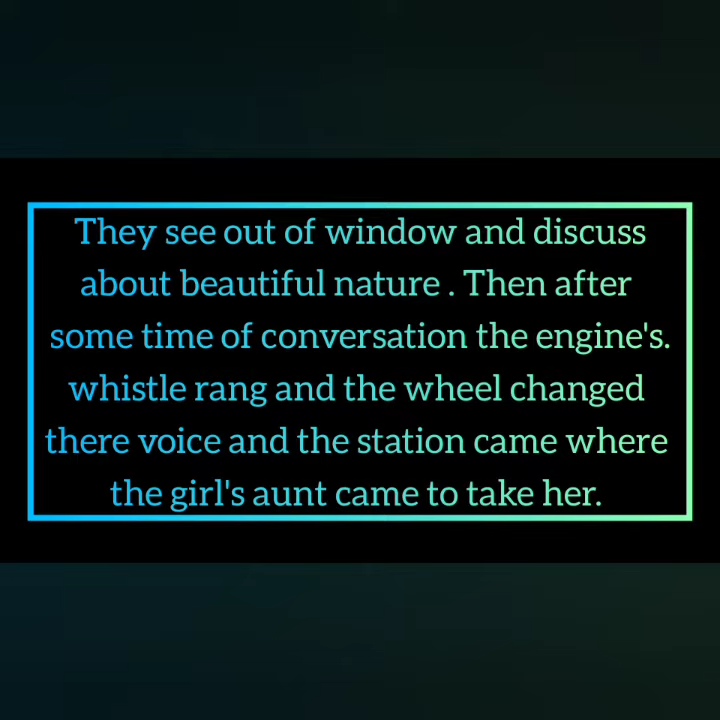 They see out of window and discuss
about beautiful nature . Then after
some time of conversation the engine's.
whistle rang and the wheel changed
there voice and the station came where
the girl's aunt came to take her.